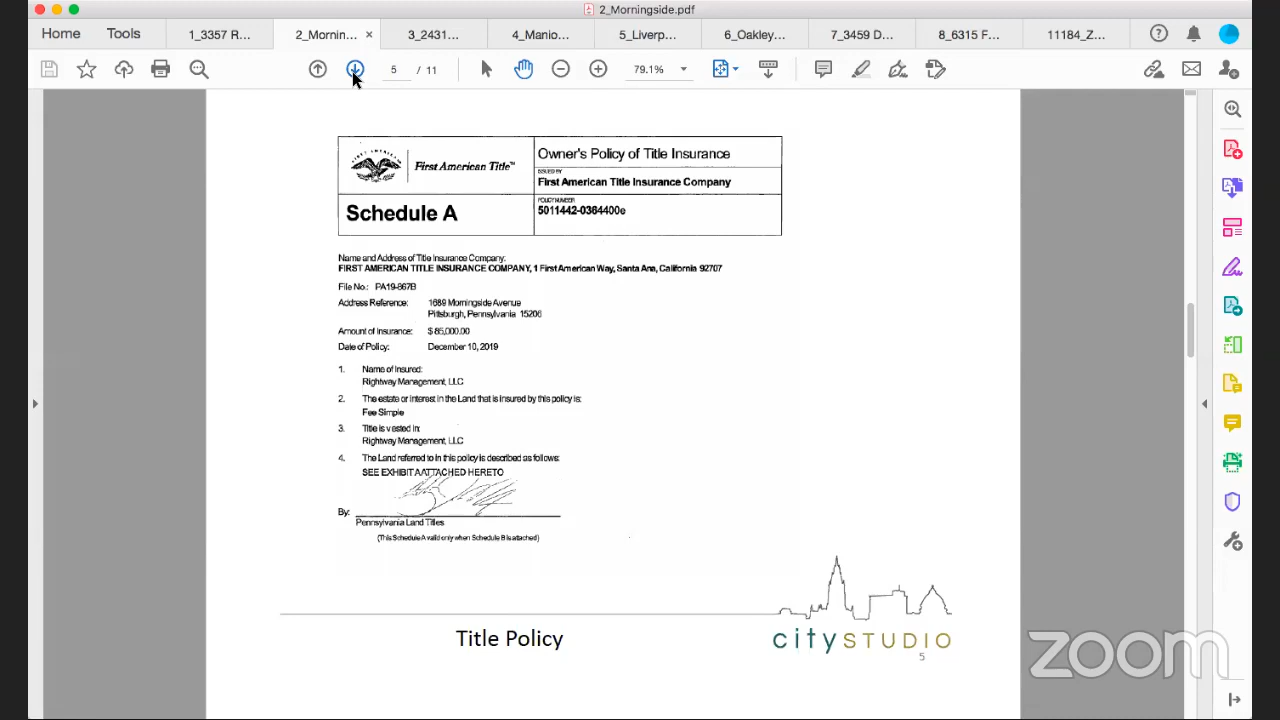 2_Morningside.pdf
Home
Tools
1_3357 R...
2_Mornin...
3_2431...
4_Manio...
5_Liverp...
6_Oakley...
7_3459 D...
8_6315 F...
11184_Z...
5 / 11
79.1%
First American Title™
Owner's Policy of Title Insurance
ISSUED BY
First American Title Insurance Company
Schedule A
POLICY NUMBER
5011442-0364400e
Name and Address of Title Insurance Company:
FIRST AMERICAN TITLE INSURANCE COMPANY, 1 First American Way, Santa Ana, California 92707
File No.: PA19-867B
Address Reference: 1689 Morningside Avenue
Pittsburgh, Pennsylvania 15206
Amount of Insurance: $ 85,000.00
Date of Policy: December 10, 2019
1. Name of Insured:
Rightway Management, LLC
2. The estate or interest in the Land that is insured by this policy is:
Fee Simple
3. Title is vested in:
Rightway Management, LLC
4. The Land referred to in this policy is described as follows:
SEE EXHIBIT A ATTACHED HERETO
By:
Pennsylvania Land Titles
(This Schedule A valid only when Schedule B is attached)
Title Policy
citySTUDIO
5
zoom